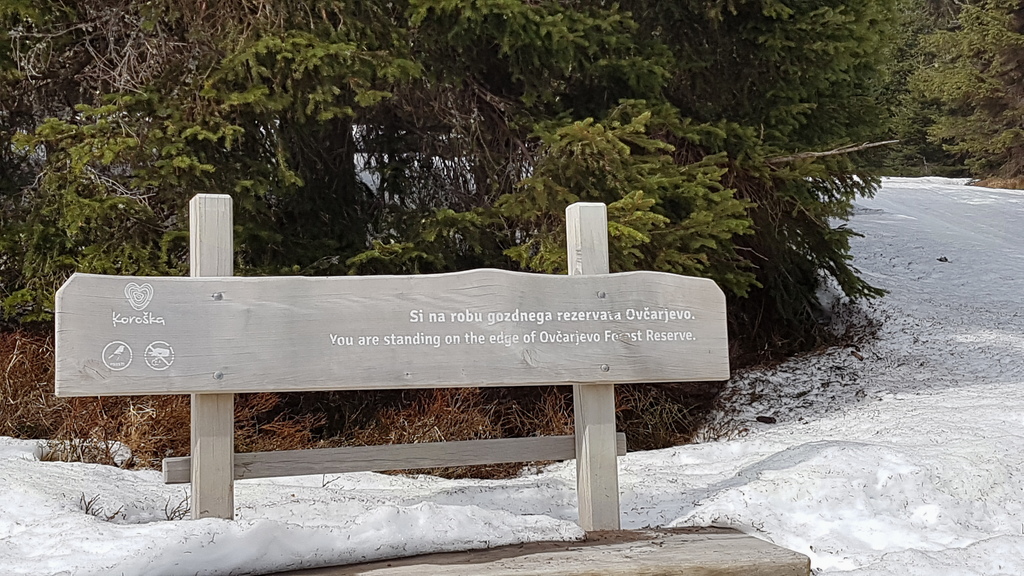 Koroška
Si na robu gozdnega rezervata Ovčarjevo.
You are standing on the edge of Ovčarjevo Forest Reserve.